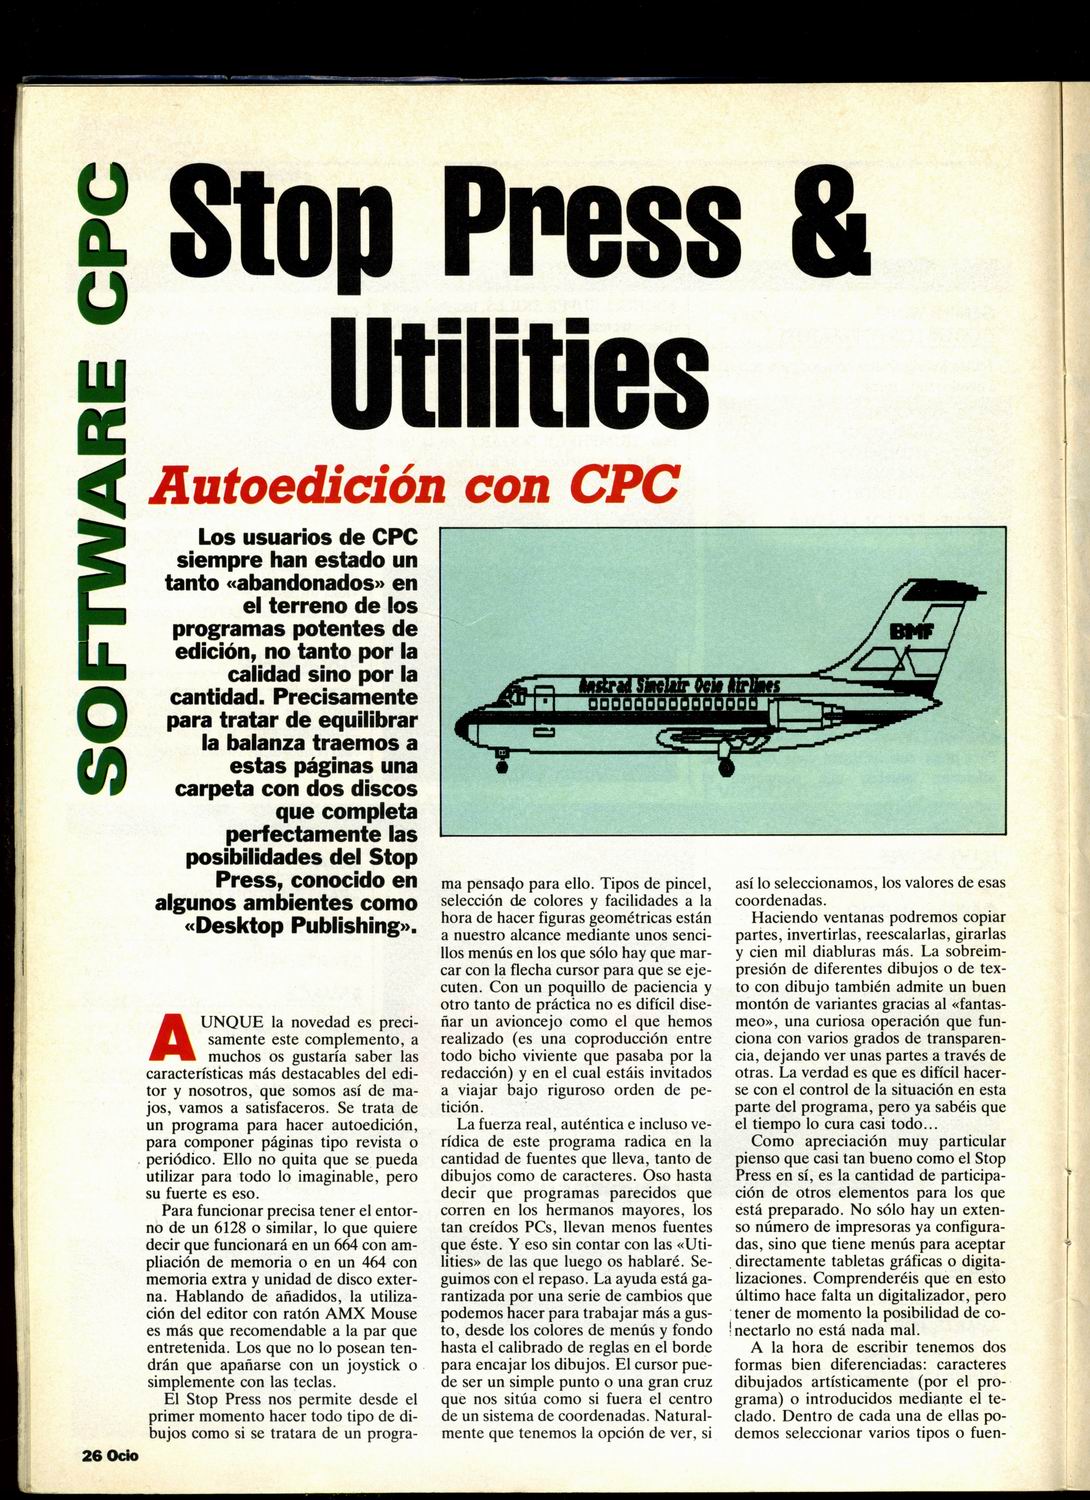 SOFTWARE CPC
Stop Press &
Utilities
Autoedición con CPC
Los usuarios de CPC
siempre han estado un
tanto «abandonados» en
el terreno de los
programas potentes de
edición, no tanto por la
calidad sino por la
cantidad. Precisamente
para tratar de equilibrar
la balanza traemos a
estas páginas una
carpeta con dos discos
que completa
perfectamente las
posibilidades del Stop
Press, conocido en
algunos ambientes como
«Desktop Publishing».
BMF
Amstrad Sinclair Ocio Airlines
AUNQUE la novedad es preci-
samente este complemento, a
muchos os gustaría saber las
características más destacables del edi-
tor y nosotros, que somos así de ma-
jos, vamos a satisfaceros. Se trata de
un programa para hacer autoedición,
para componer páginas tipo revista o
periódico. Ello no quita que se pueda
utilizar para todo lo imaginable, pero
su fuerte es eso.
Para funcionar precisa tener el entor-
no de un 6128 o similar, lo que quiere
decir que funcionará en un 664 con am-
pliación de memoria o en un 464 con
memoria extra y unidad de disco exter-
na. Hablando de añadidos, la utiliza-
ción del editor con ratón AMX Mouse
es más que recomendable a la par que
entretenida. Los que no lo posean ten-
drán que apañarse con un joystick o
simplemente con las teclas.
El Stop Press nos permite desde el
primer momento hacer todo tipo de di-
bujos como si se tratara de un progra-
ma pensado para ello. Tipos de pincel,
selección de colores y facilidades a la
hora de hacer figuras geométricas están
a nuestro alcance mediante unos senci-
llos menús en los que sólo hay que mar-
car con la flecha cursor para que se eje-
cuten. Con un poquillo de paciencia y
otro tanto de práctica no es difícil dise-
ñar un avioncejo como el que hemos
realizado (es una coproducción entre
todo bicho viviente que pasaba por la
redacción) y en el cual estáis invitados
a viajar bajo riguroso orden de pe-
tición.
La fuerza real, auténtica e incluso ve-
rídica de este programa radica en la
cantidad de fuentes que lleva, tanto de
dibujos como de caracteres. Oso hasta
decir que programas parecidos que
corren en los hermanos mayores, los
tan creídos PCs, llevan menos fuentes
que éste. Y eso sin contar con las «Uti-
lities» de las que luego os hablaré. Se-
guimos con el repaso. La ayuda está ga-
rantizada por una serie de cambios que
podemos hacer para trabajar más a gus-
to, desde los colores de menús y fondo
hasta el calibrado de reglas en el borde
para encajar los dibujos. El cursor pue-
de ser un simple punto o una gran cruz
que nos sitúa como si fuera el centro
de un sistema de coordenadas. Natural-
mente que tenemos la opción de ver, si
así lo seleccionamos, los valores de esas
coordenadas.
Haciendo ventanas podremos copiar
partes, invertirlas, reescalarlas, girarlas
y cien mil diabluras más. La sobreim-
presión de diferentes dibujos o de tex-
to con dibujo también admite un buen
montón de variantes gracias al «fantas-
meo», una curiosa operación que fun-
ciona con varios grados de transparen-
cia, dejando ver unas partes a través de
otras. La verdad es que es difícil hacer-
se con el control de la situación en esta
parte del programa, pero ya sabéis que
el tiempo lo cura casi todo...
Como apreciación muy particular
pienso que casi tan bueno como el Stop
Press en sí, es la cantidad de participa-
ción de otros elementos para los que
está preparado. No sólo hay un exten-
so número de impresoras ya configura-
das, sino que tiene menús para aceptar
directamente tabletas gráficas o digita-
lizaciones. Comprenderéis que en esto
último hace falta un digitalizador, pero
tener de momento la posibilidad de co-
nectarlo no está nada mal.
A la hora de escribir tenemos dos
formas bien diferenciadas: caracteres
dibujados artísticamente (por el pro-
grama) o introducidos mediante el te-
clado. Dentro de cada una de ellas po-
demos seleccionar varios tipos o fuen-
26 Ocio